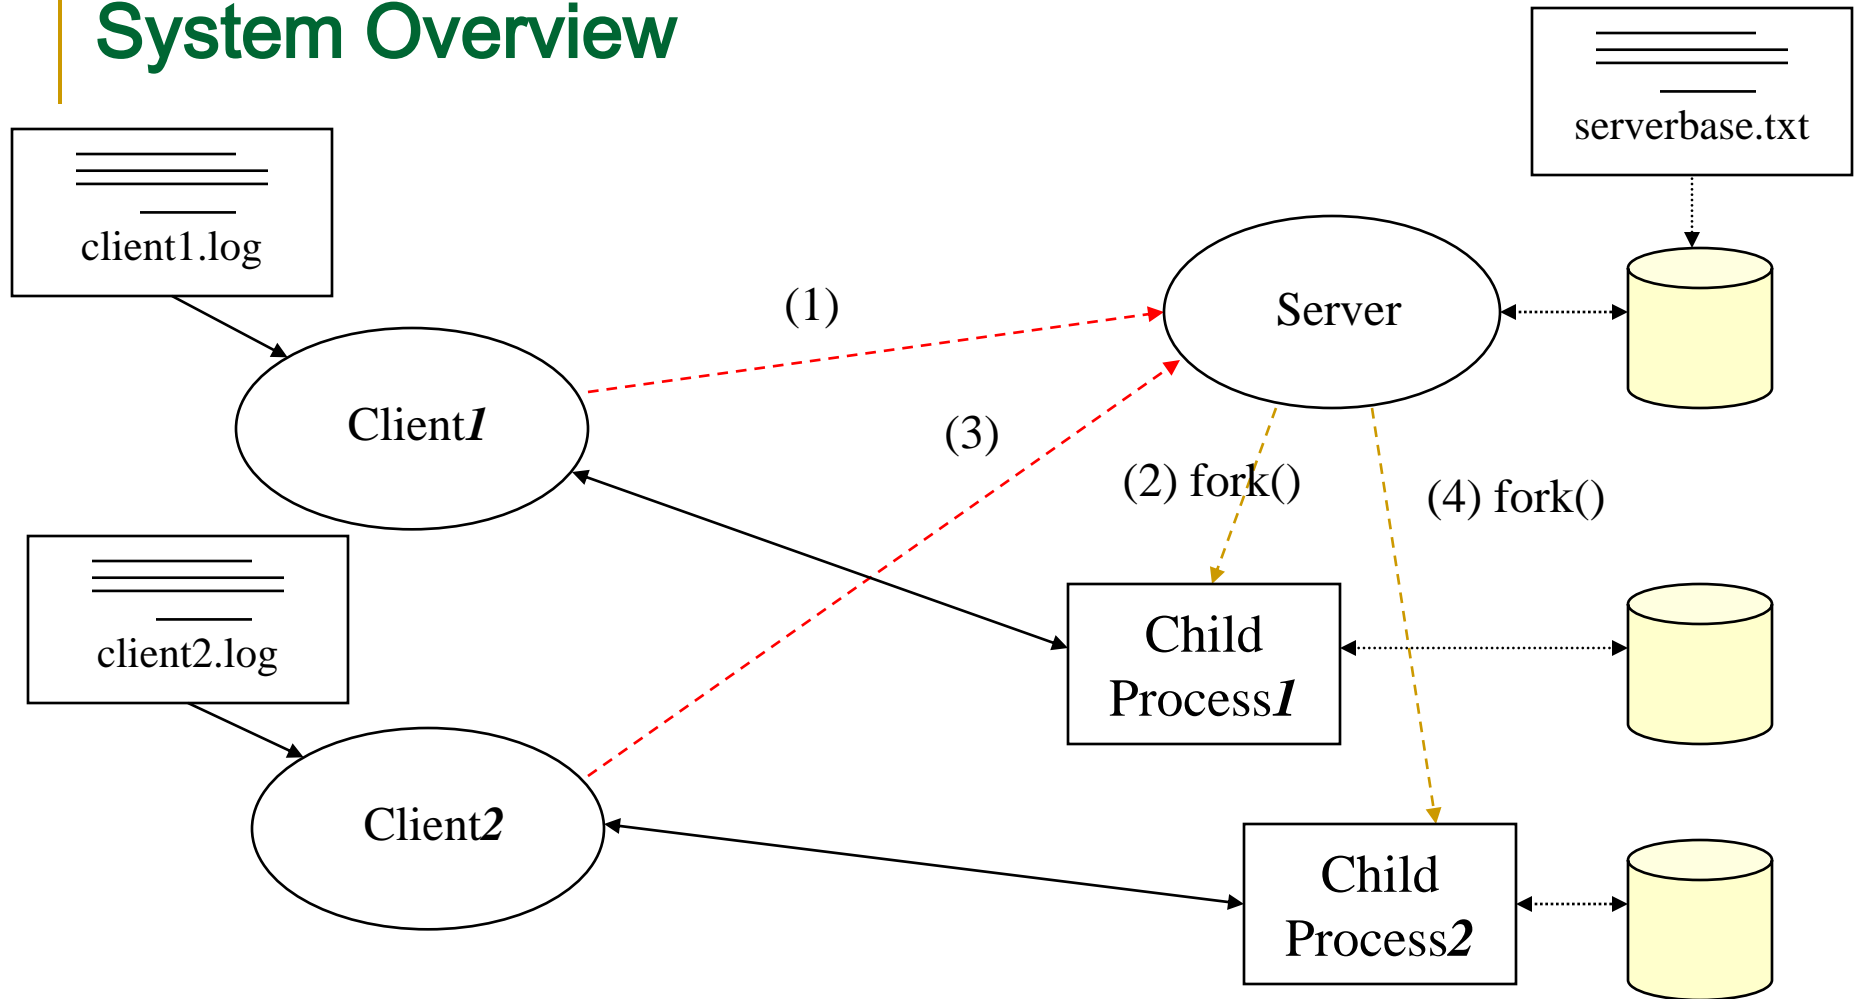 System Overview
serverbase.txt
client1.log
(1)
Server
Client1
(3)
(2) fork()
(4) fork()
client2.log
Child
Process1
Client2
Child
Process2